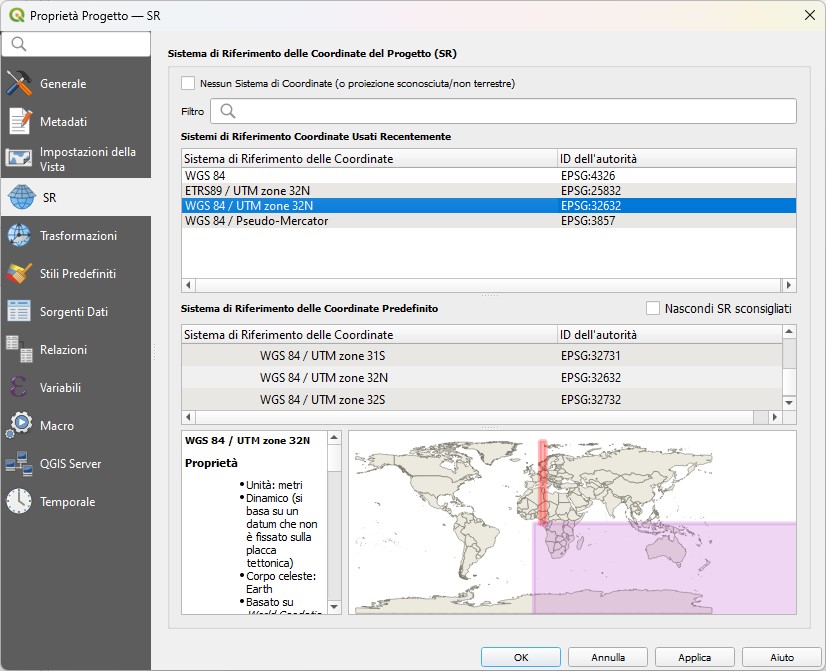 Proprietà Progetto — SR
Sistema di Riferimento delle Coordinate del Progetto (SR)
Generale
Metadati
Impostazioni della
Vista
SR
Trasformazioni
Stili Predefiniti
Sorgenti Dati
Relazioni
Variabili
Macro
QGIS Server
Temporale
Nessun Sistema di Coordinate (o proiezione sconosciuta/non terrestre)
Filtro
Sistemi di Riferimento Coordinate Usati Recentemente
Sistema di Riferimento delle Coordinate ID dell'autorità
WGS 84 EPSG:4326
ETRS89 / UTM zone 32N EPSG:25832
WGS 84 / UTM zone 32N EPSG:32632
WGS 84 / Pseudo-Mercator EPSG:3857
Sistema di Riferimento delle Coordinate Predefinito
Nascondi SR sconsigliati
Sistema di Riferimento delle Coordinate ID dell'autorità
WGS 84 / UTM zone 31S EPSG:32731
WGS 84 / UTM zone 32N EPSG:32632
WGS 84 / UTM zone 32S EPSG:32732
WGS 84 / UTM zone 32N
Proprietà
•Unità: metri
•Dinamico (si
basa su un
datum che non
è fissato sulla
placca
tettonica)
•Corpo celeste:
Earth
•Basato su
World Geodetic
OK
Annulla
Applica
Aiuto